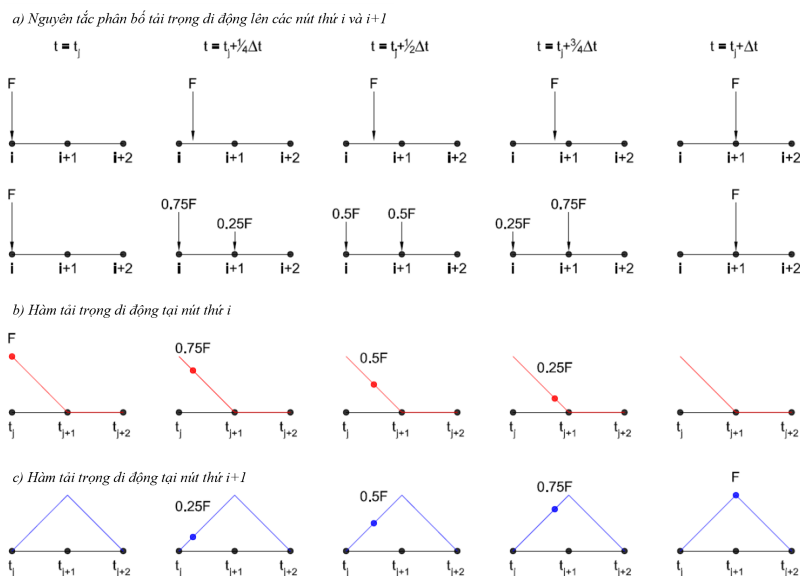 a) Nguyên tắc phân bố tải trọng di động lên các nút thứ i và i+1
t = tj t = tj+¼Δt t = tj+½Δt t = tj+¾Δt t = tj+Δt
F F F F F
i i+1 i+2 i i+1 i+2 i i+1 i+2 i i+1 i+2 i i+1 i+2
F 0.75F 0.25F 0.5F 0.5F 0.25F 0.75F F
i i+1 i+2 i i+1 i+2 i i+1 i+2 i i+1 i+2 i i+1 i+2
b) Hàm tải trọng di động tại nút thứ i
F 0.75F 0.5F 0.25F
tj tj+1 tj+2 tj tj+1 tj+2 tj tj+1 tj+2 tj tj+1 tj+2 tj tj+1 tj+2
c) Hàm tải trọng di động tại nút thứ i+1
0.25F 0.5F 0.75F F
tj tj+1 tj+2 tj tj+1 tj+2 tj tj+1 tj+2 tj tj+1 tj+2 tj tj+1 tj+2